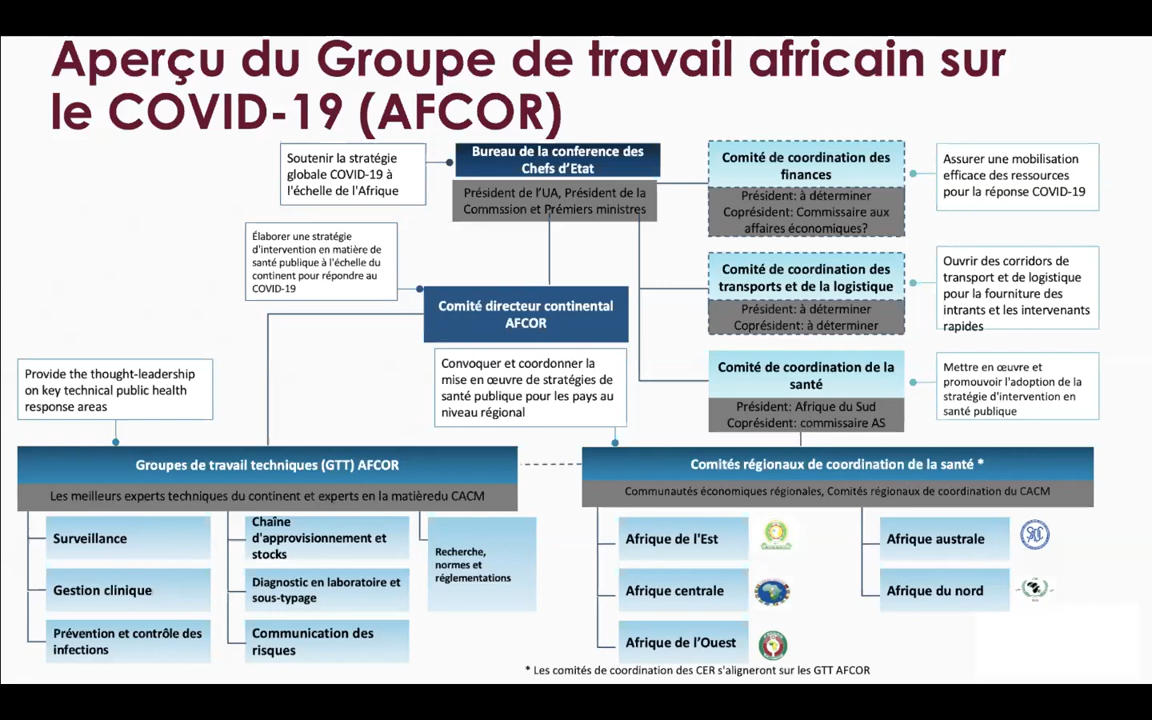 Aperçu du Groupe de travail africain sur
le COVID-19 (AFCOR)
Soutenir la stratégie
globale COVID-19 à
l'échelle de l'Afrique
Bureau de la conference des
Chefs d’Etat
Président de l’UA, Président de la
Commssion et Prémiers ministres
Comité de coordination des
finances
Président: à déterminer
Coprésident: Commissaire aux
affaires économiques?
Assurer une mobilisation
efficace des ressources
pour la réponse COVID-19
Élaborer une stratégie
d'intervention en matière de
santé publique à l'échelle du
continent pour répondre au
COVID-19
Comité directeur continental
AFCOR
Comité de coordination des
transports et de la logistique
Président: à déterminer
Coprésident: à déterminer
Ouvrir des corridors de
transport et de logistique
pour la fourniture des
intrants et les intervenants
rapides
Provide the thought-leadership
on key technical public health
response areas
Convoquer et coordonner la
mise en œuvre de stratégies de
santé publique pour les pays au
niveau régional
Comité de coordination de la
santé
Président: Afrique du Sud
Coprésident: commissaire AS
Mettre en œuvre et
promouvoir l'adoption de la
stratégie d'intervention en
santé publique
Groupes de travail techniques (GTT) AFCOR
Les meilleurs experts techniques du continent et experts en la matièredu CACM
Surveillance
Gestion clinique
Prévention et contrôle des
infections
Chaîne
d'approvisionnement et
stocks
Diagnostic en laboratoire et
sous-typage
Communication des
risques
Recherche,
normes et
réglementations
Comités régionaux de coordination de la santé *
Communautés économiques régionales, Comités régionaux de coordination du CACM
Afrique de l'Est
Afrique centrale
Afrique de l’Ouest
Afrique australe
Afrique du nord
* Les comités de coordination des CER s'aligneront sur les GTT AFCOR